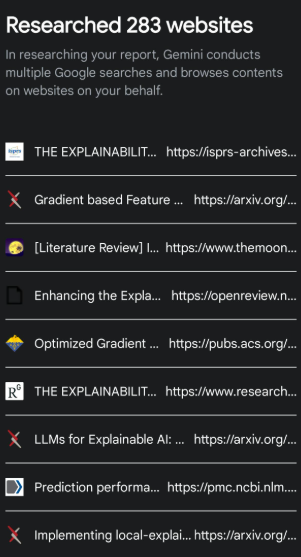 Researched 283 websites
In researching your report, Gemini conducts
multiple Google searches and browses contents
on websites on your behalf.
THE EXPLAINABILIT... https://isprs-archives...
Gradient based Feature ... https://arxiv.org/...
[Literature Review] I... https://www.themoon...
Enhancing the Expla... https://openreview.n...
Optimized Gradient ... https://pubs.acs.org/...
THE EXPLAINABILIT... https://www.research...
LLMs for Explainable AI: ... https://arxiv.org/...
Prediction performa... https://pmc.ncbi.nlm....
Implementing local-explai... https://arxiv.org/...